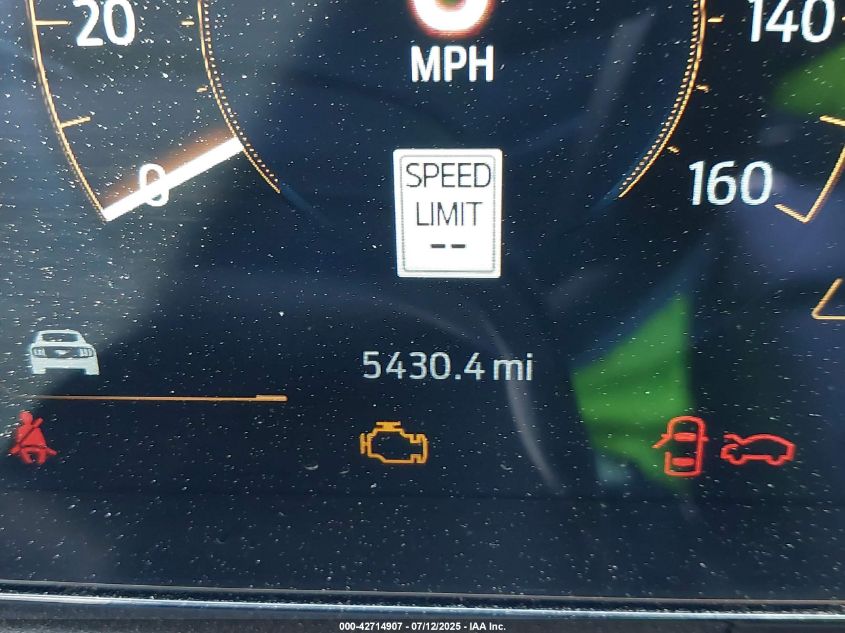 20
140
MPH
0
160
SPEED
LIMIT
--
5430.4 mi
000-42714907 - 07/12/2025 - IAA Inc.